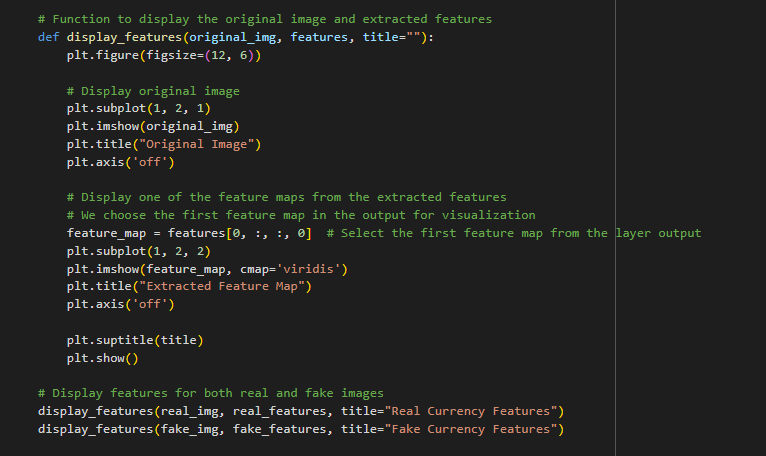 # Function to display the original image and extracted features
def display_features(original_img, features, title=""):
    plt.figure(figsize=(12, 6))

    # Display original image
    plt.subplot(1, 2, 1)
    plt.imshow(original_img)
    plt.title("Original Image")
    plt.axis('off')

    # Display one of the feature maps from the extracted features
    # We choose the first feature map in the output for visualization
    feature_map = features[0, :, :, 0]  # Select the first feature map from the layer output
    plt.subplot(1, 2, 2)
    plt.imshow(feature_map, cmap='viridis')
    plt.title("Extracted Feature Map")
    plt.axis('off')

    plt.suptitle(title)
    plt.show()

# Display features for both real and fake images
display_features(real_img, real_features, title="Real Currency Features")
display_features(fake_img, fake_features, title="Fake Currency Features")